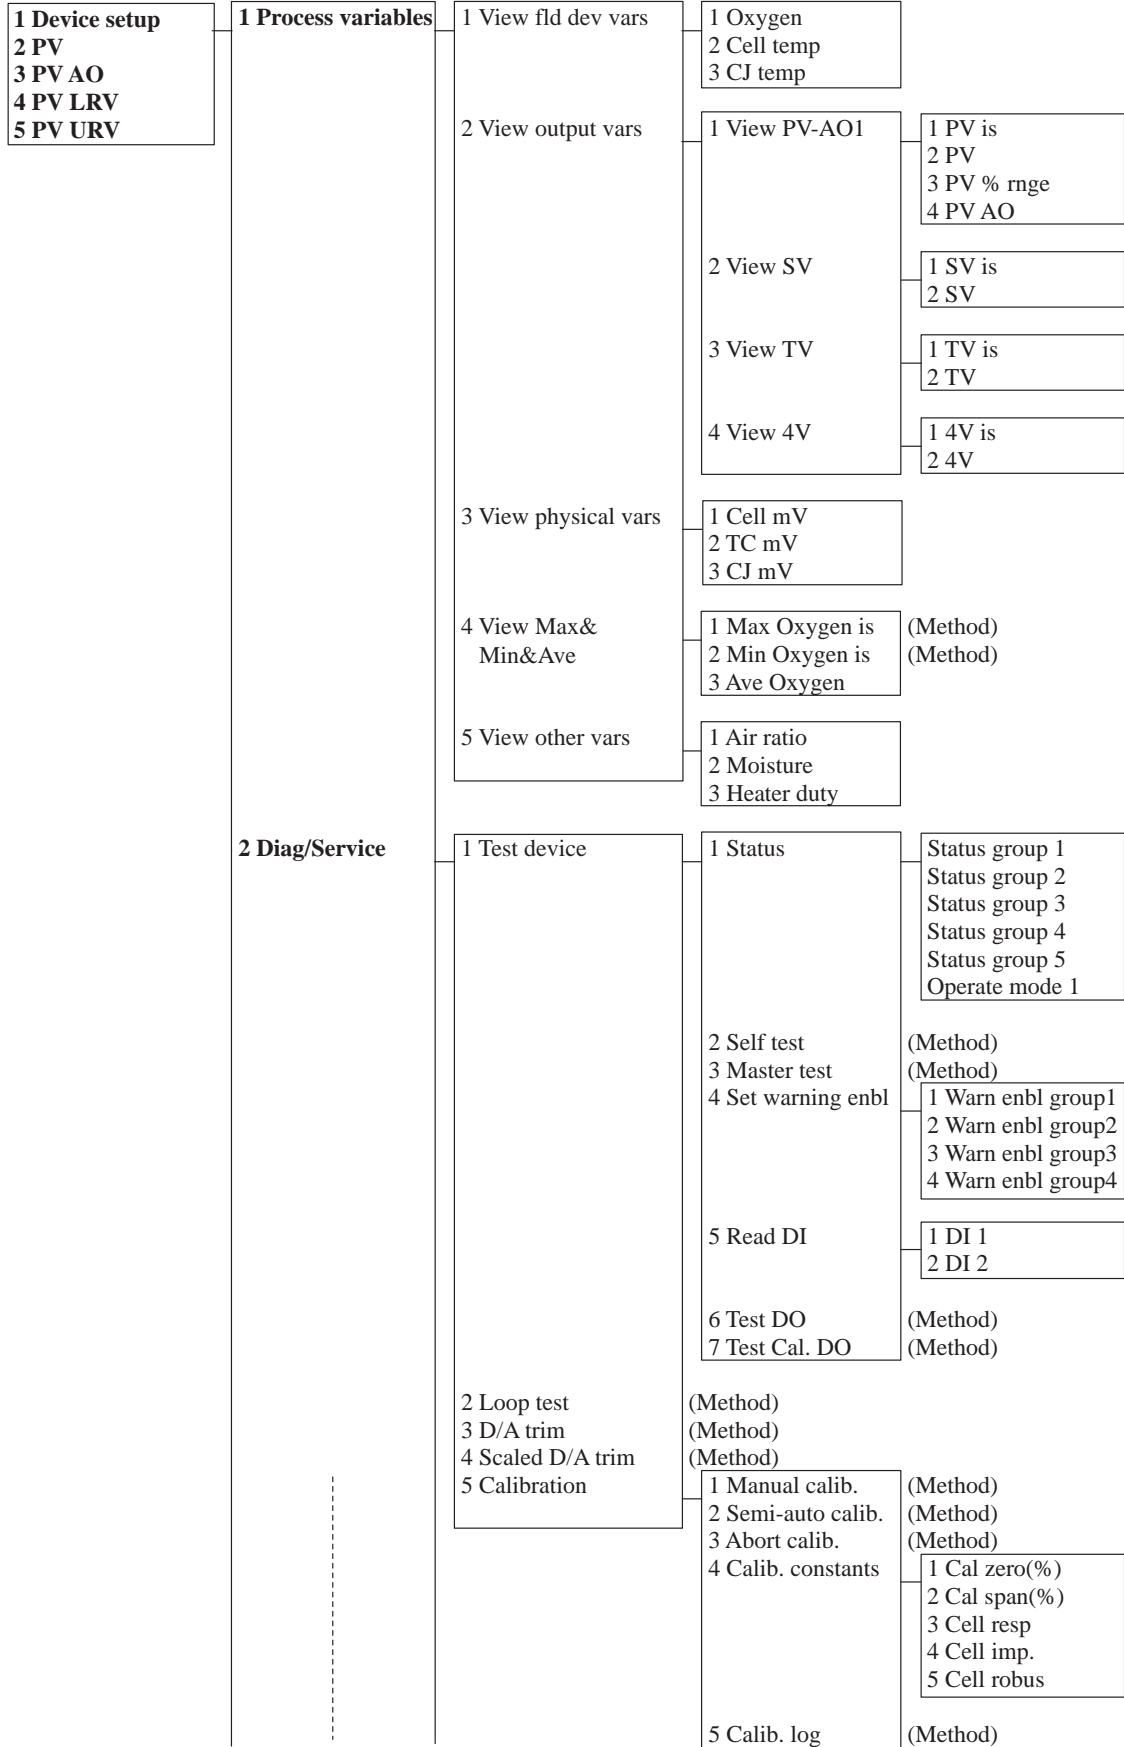 1 Device setup
2 PV
3 PV AO
4 PV LRV
5 PV URV
1 Process variables
1 View fld dev vars
1 Oxygen
2 Cell temp
3 CJ temp
2 View output vars
1 View PV-AO1
1 PV is
2 PV
3 PV % rnge
4 PV AO
2 View SV
1 SV is
2 SV
3 View TV
1 TV is
2 TV
4 View 4V
1 4V is
2 4V
3 View physical vars
1 Cell mV
2 TC mV
3 CJ mV
4 View Max&
Min&Ave
1 Max Oxygen is (Method)
2 Min Oxygen is (Method)
3 Ave Oxygen
5 View other vars
1 Air ratio
2 Moisture
3 Heater duty
2 Diag/Service
1 Test device
1 Status
Status group 1
Status group 2
Status group 3
Status group 4
Status group 5
Operate mode 1
2 Self test (Method)
3 Master test (Method)
4 Set warning enbl
1 Warn enbl group1
2 Warn enbl group2
3 Warn enbl group3
4 Warn enbl group4
5 Read DI
1 DI 1
2 DI 2
6 Test DO (Method)
7 Test Cal. DO (Method)
2 Loop test (Method)
3 D/A trim (Method)
4 Scaled D/A trim (Method)
5 Calibration
1 Manual calib. (Method)
2 Semi-auto calib. (Method)
3 Abort calib. (Method)
4 Calib. constants
1 Cal zero(%)
2 Cal span(%)
3 Cell resp
4 Cell imp.
5 Cell robus
5 Calib. log (Method)